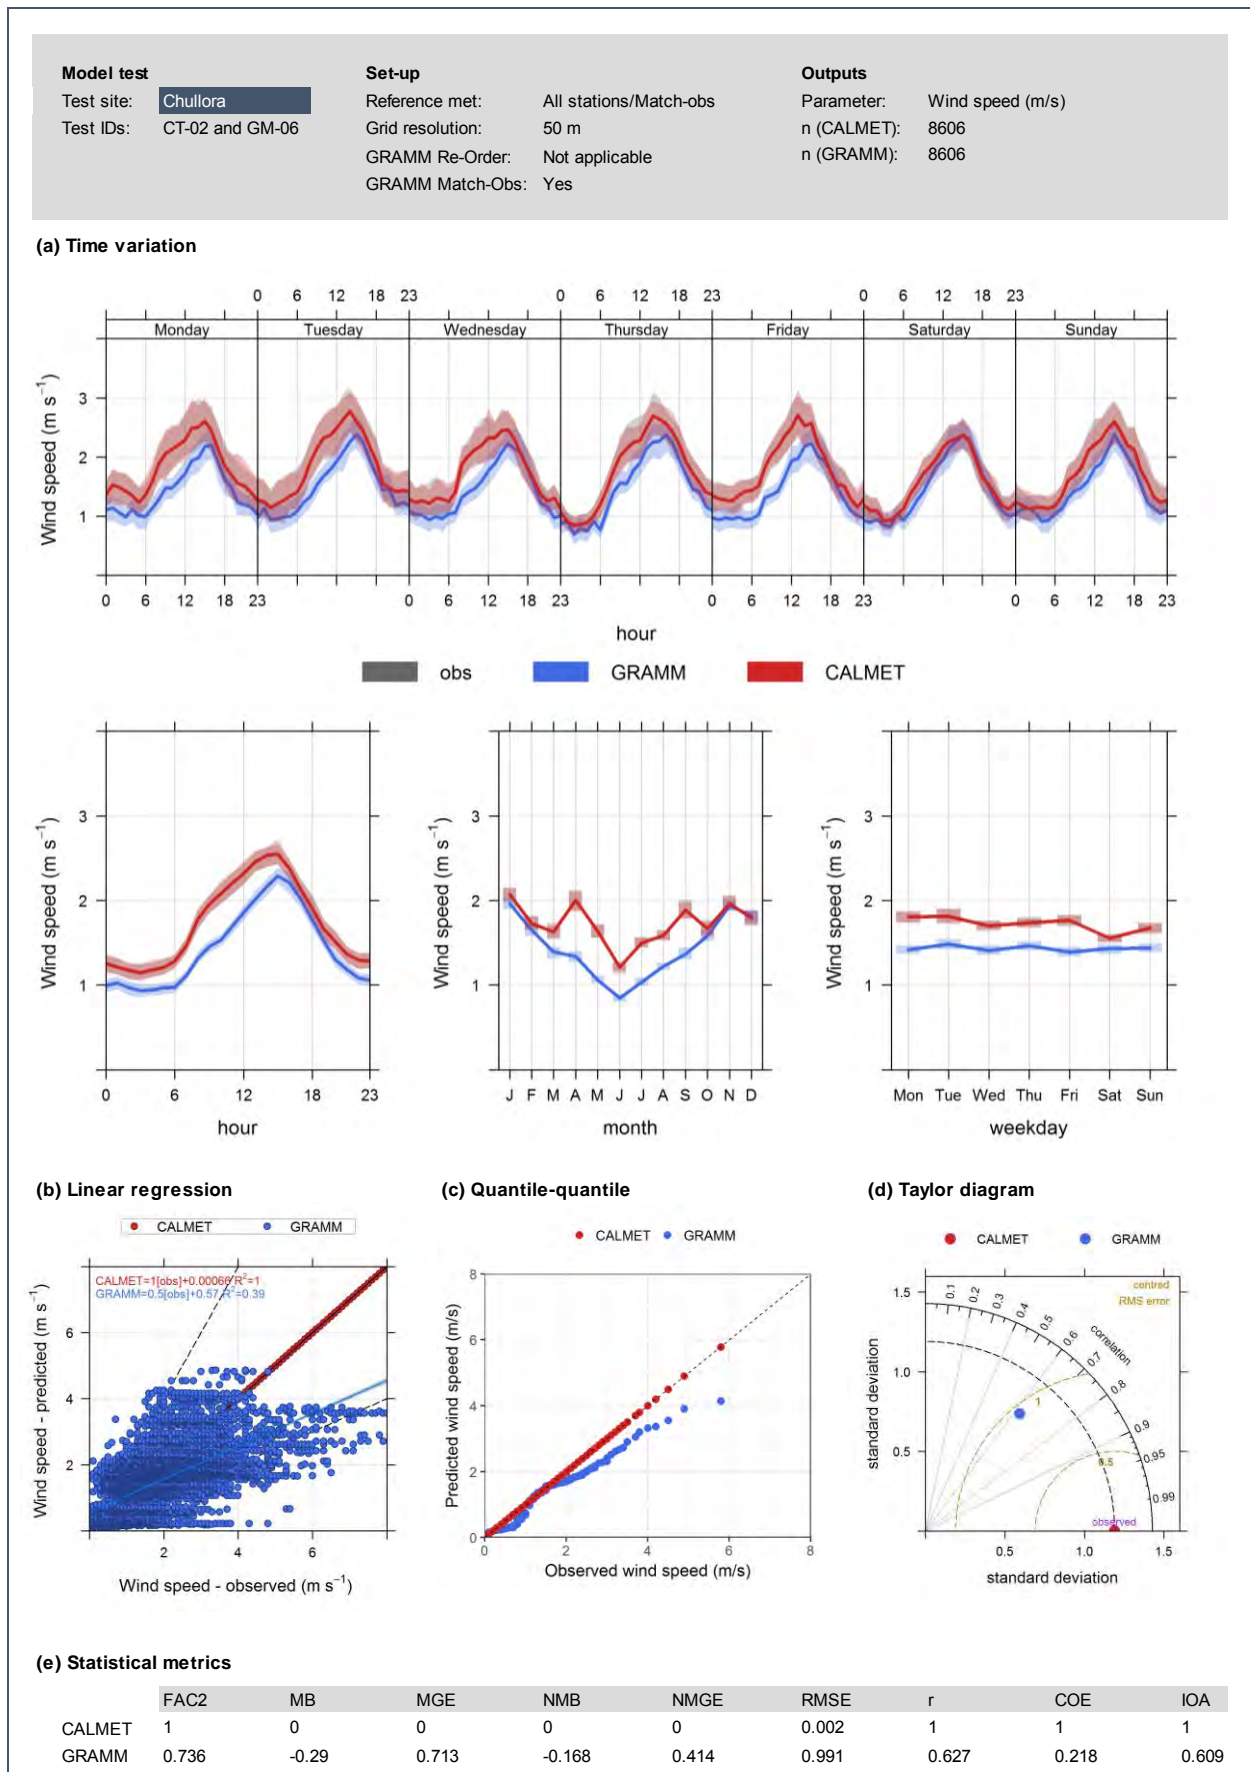 Model test Set-up Outputs
Test site: Chullora Reference met: All stations/Match-obs Parameter: Wind speed (m/s)
Test IDs: CT-02 and GM-06 Grid resolution: 50 m n (CALMET): 8606
GRAMM Re-Order: Not applicable n (GRAMM): 8606
GRAMM Match-Obs: Yes
(a) Time variation
0 6 12 18 23 0 6 12 18 23 0 6 12 18 23
Monday Tuesday Wednesday Thursday Friday Saturday Sunday
Wind speed (m s⁻¹)
3
2
1
0 6 12 18 23 0 6 12 18 23 0 6 12 18 23 0 6 12 18 23
hour
obs GRAMM CALMET
Wind speed (m s⁻¹)
3
2
1
0 6 12 18 23
hour
Wind speed (m s⁻¹)
3
2
1
J F M A M J J A S O N D
month
Wind speed (m s⁻¹)
3
2
1
Mon Tue Wed Thu Fri Sat Sun
weekday
(b) Linear regression
CALMET GRAMM
CALMET=1[obs]+0.00066 R²=1
GRAMM=0.5[obs]+0.57 R²=0.39
Wind speed - predicted (m s⁻¹)
6
4
2
2 4 6
Wind speed - observed (m s⁻¹)
(c) Quantile-quantile
CALMET GRAMM
Predicted wind speed (m/s)
8
6
4
2
0
0 2 4 6 8
Observed wind speed (m/s)
(d) Taylor diagram
CALMET GRAMM
centred
RMS error
standard deviation
1.5
1.0
0.5
0.1 0.2 0.3 0.4 0.5 0.6 0.7 0.8 0.9 0.95 0.99
correlation
1
0.5
observed
0.5 1.0 1.5
standard deviation
(e) Statistical metrics
FAC2 MB MGE NMB NMGE RMSE r COE IOA
CALMET 1 0 0 0 0 0.002 1 1 1
GRAMM 0.736 -0.29 0.713 -0.168 0.414 0.991 0.627 0.218 0.609